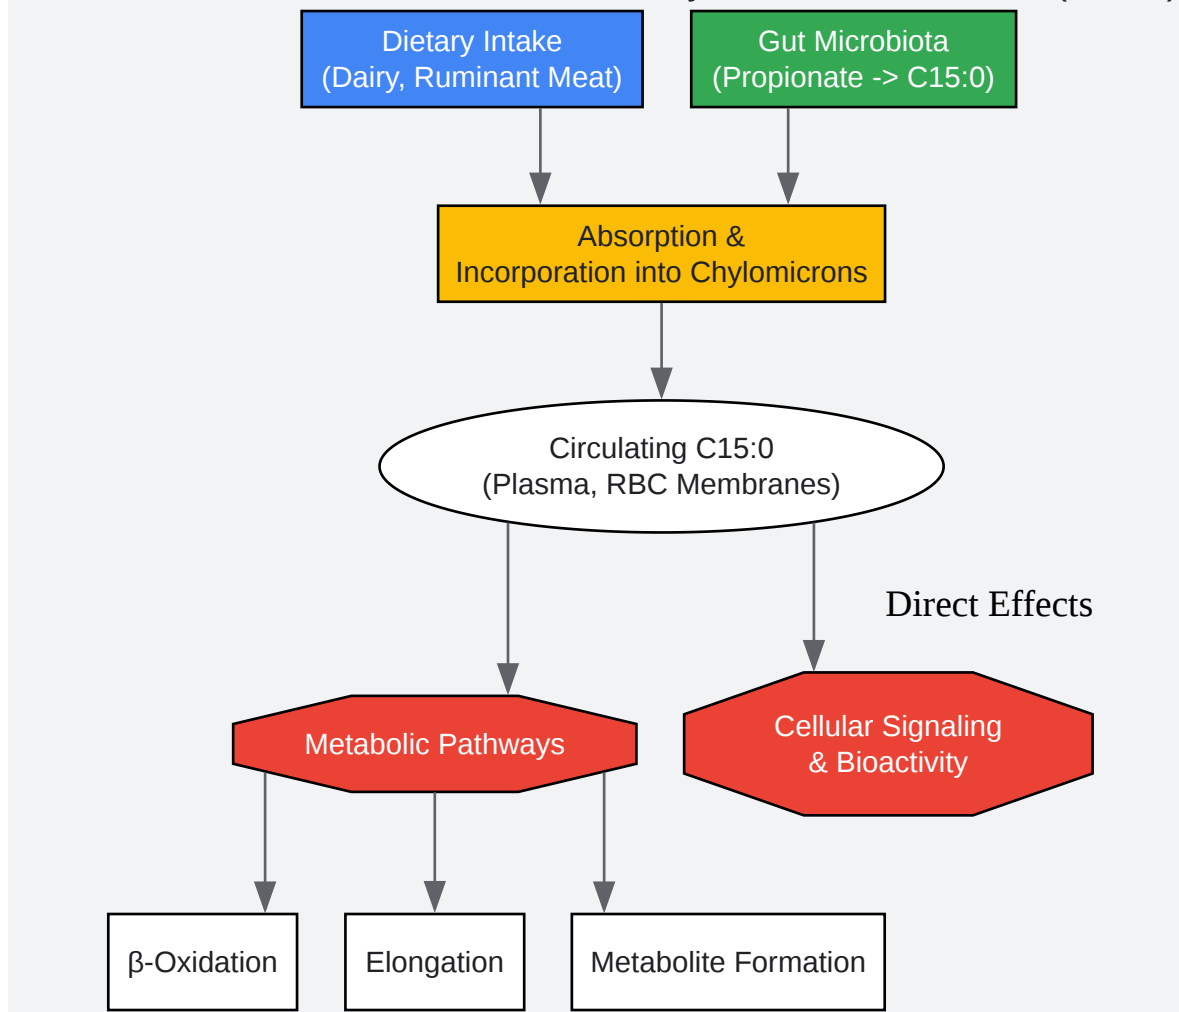 Dietary Intake
(Dairy, Ruminant Meat)
Gut Microbiota
(Propionate -> C15:0)
Absorption &
Incorporation into Chylomicrons
Circulating C15:0
(Plasma, RBC Membranes)
Direct Effects
Metabolic Pathways
Cellular Signaling
& Bioactivity
β-Oxidation
Elongation
Metabolite Formation